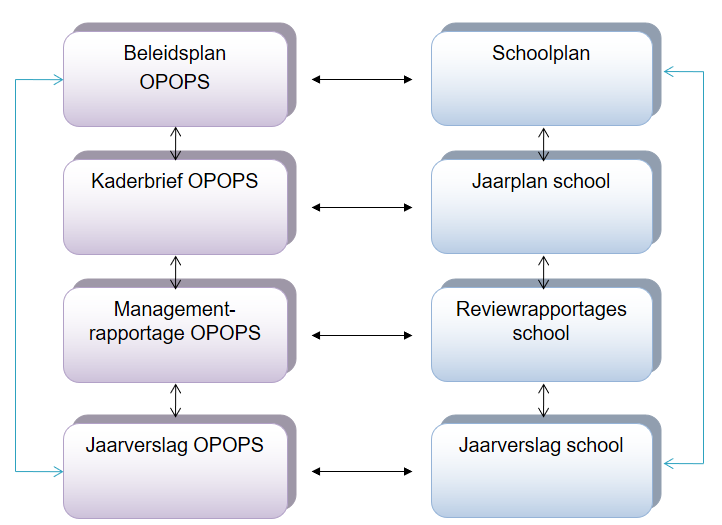 Beleidsplan
OPOPS
Schoolplan
Kaderbrief OPOPS
Jaarplan school
Management-
rapportage OPOPS
Reviewrapportages
school
Jaarverslag OPOPS
Jaarverslag school